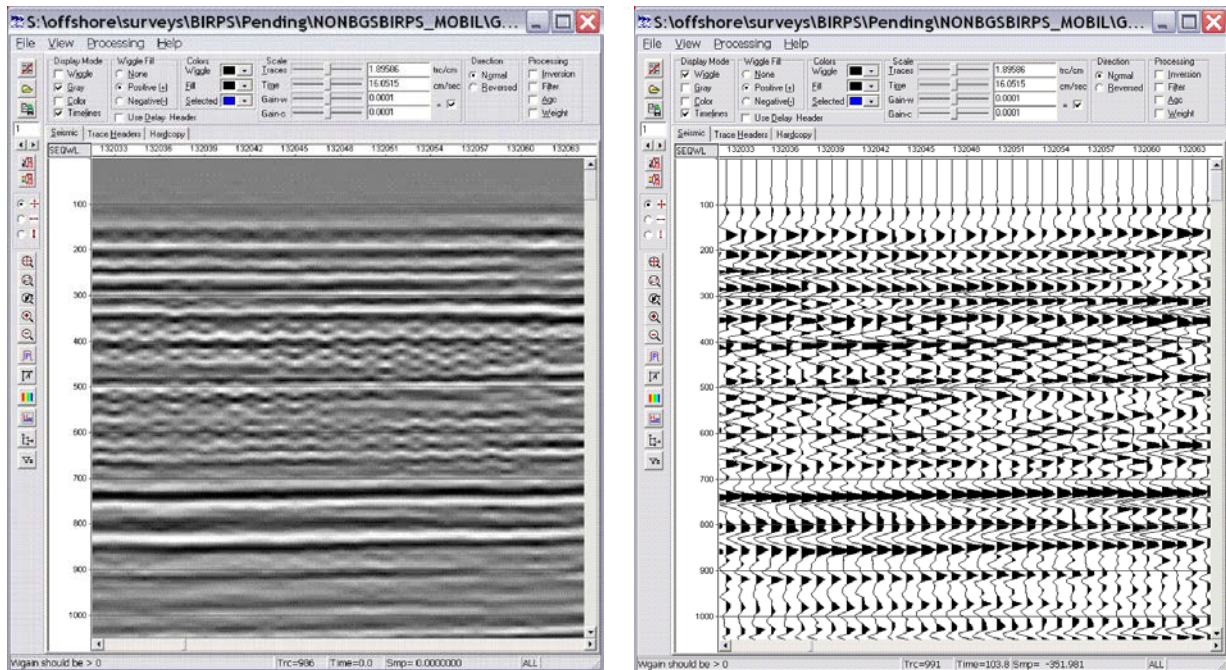 S:\offshore\surveys\BIRPS\Pending\NONBGSBIRPS_MOBIL\G...
File View Processing Help
Display Mode Wiggle Fill Colors Scale Direction Processing
Wiggle None Wiggle Traces 1.89586 trc/cm Normal Inversion
Gray Positive (+) Fill Time 16.0515 cm/sec Reversed Filter
Color Negative(-) Selected Gain-w 0.0001 Agc
Timelines Use Delay Header Gain-c 0.0001 = Weight
1
Seismic Trace Headers Hardcopy
SEQWL 132033 132036 132039 132042 132045 132048 132051 132054 132057 132060 132063
100
200
300
400
500
600
700
800
900
1000
Wgain should be > 0 Trc=986 Time=0.0 Smp= 0.0000000 ALL
S:\offshore\surveys\BIRPS\Pending\NONBGSBIRPS_MOBIL\G...
File View Processing Help
Display Mode Wiggle Fill Colors Scale Direction Processing
Wiggle None Wiggle Traces 1.89586 trc/cm Normal Inversion
Gray Positive (+) Fill Time 16.0515 cm/sec Reversed Filter
Color Negative(-) Selected Gain-w 0.0001 Agc
Timelines Use Delay Header Gain-c 0.0001 = Weight
1
Seismic Trace Headers Hardcopy
SEQWL 132033 132036 132039 132042 132045 132048 132051 132054 132057 132060 132063
100
200
300
400
500
600
700
800
900
1000
Wgain should be > 0 Trc=991 Time=103.8 Smp= -351.981 ALL